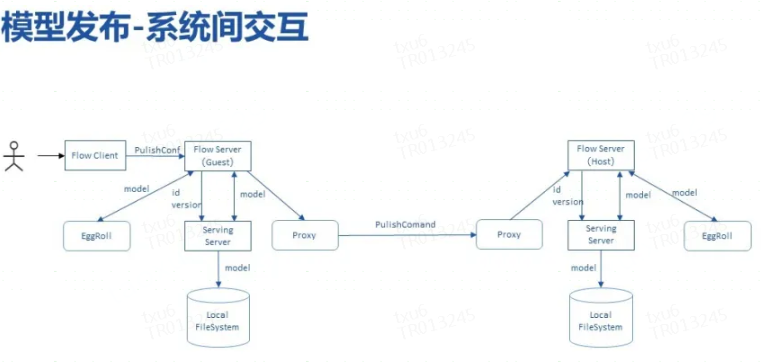 模型发布-系统间交互
Flow Client
PulishConf
Flow Server
(Guest)
model
id
version
model
EggRoll
Serving
Server
Proxy
model
Local
FileSystem
PulishComand
Flow Server
(Host)
id
version
model
model
Proxy
Serving
Server
EggRoll
model
Local
FileSystem
txu6
TR013245